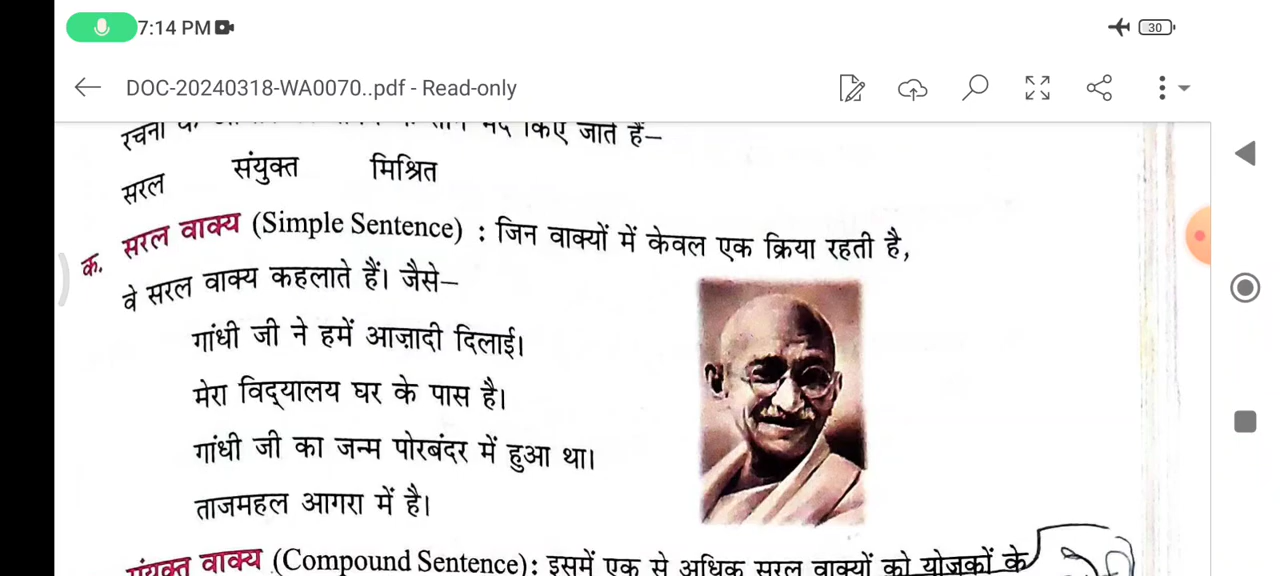 7:14 PM
30
DOC-20240318-WA0070..pdf - Read-only
रचना के किए जाते हैं–
सरल संयुक्त मिश्रित
क. सरल वाक्य (Simple Sentence) : जिन वाक्यों में केवल एक क्रिया रहती है,
वे सरल वाक्य कहलाते हैं। जैसे–
गांधी जी ने हमें आज़ादी दिलाई।
मेरा विद्यालय घर के पास है।
गांधी जी का जन्म पोरबंदर में हुआ था।
ताजमहल आगरा में है।
संयुक्त वाक्य (Compound Sentence): इसमें एक से अधिक सरल वाक्यों को योजकों के